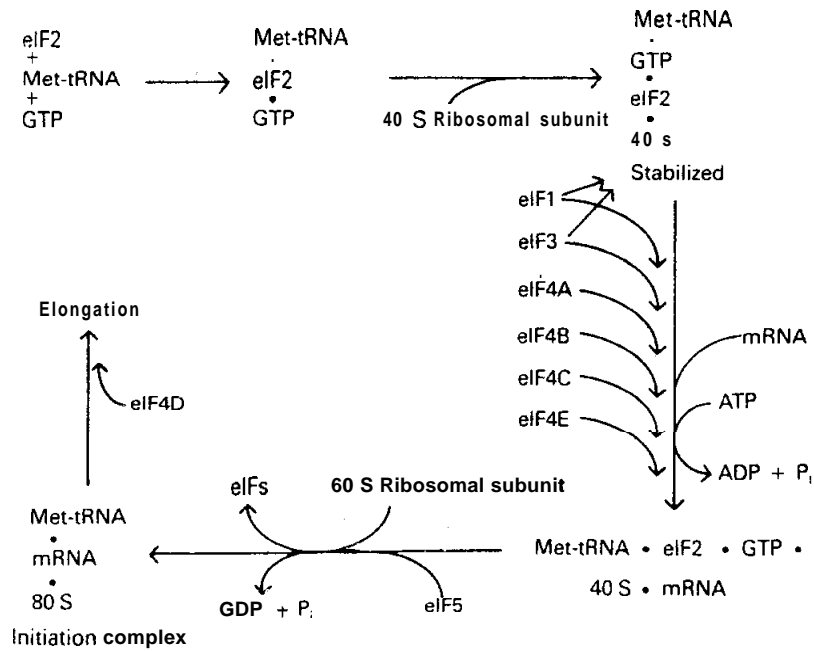 eIF2
+
Met-tRNA
+
GTP
Met-tRNA
·
eIF2
•
GTP
40 S Ribosomal subunit
Met-tRNA
·
GTP
•
eIF2
•
40 s
Stabilized
eIF1
eIF3
eIF4A
eIF4B
eIF4C
eIF4E
mRNA
ATP
ADP + Pi
Elongation
eIF4D
Met-tRNA
•
mRNA
•
80 S
Initiation complex
eIFs
60 S Ribosomal subunit
GDP + Pi
eIF5
Met-tRNA • eIF2 • GTP •
40 S • mRNA